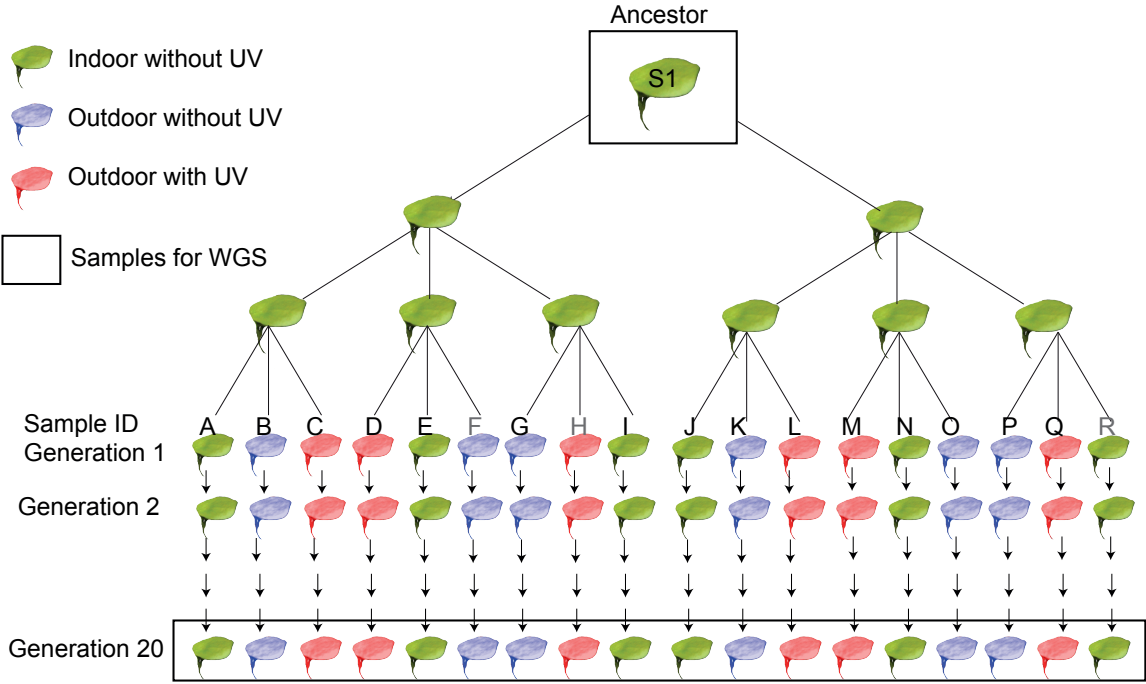 Ancestor
S1
Indoor without UV
Outdoor without UV
Outdoor with UV
Samples for WGS
Sample ID A B C D E F G H I J K L M N O P Q R
Generation 1
Generation 2
Generation 20